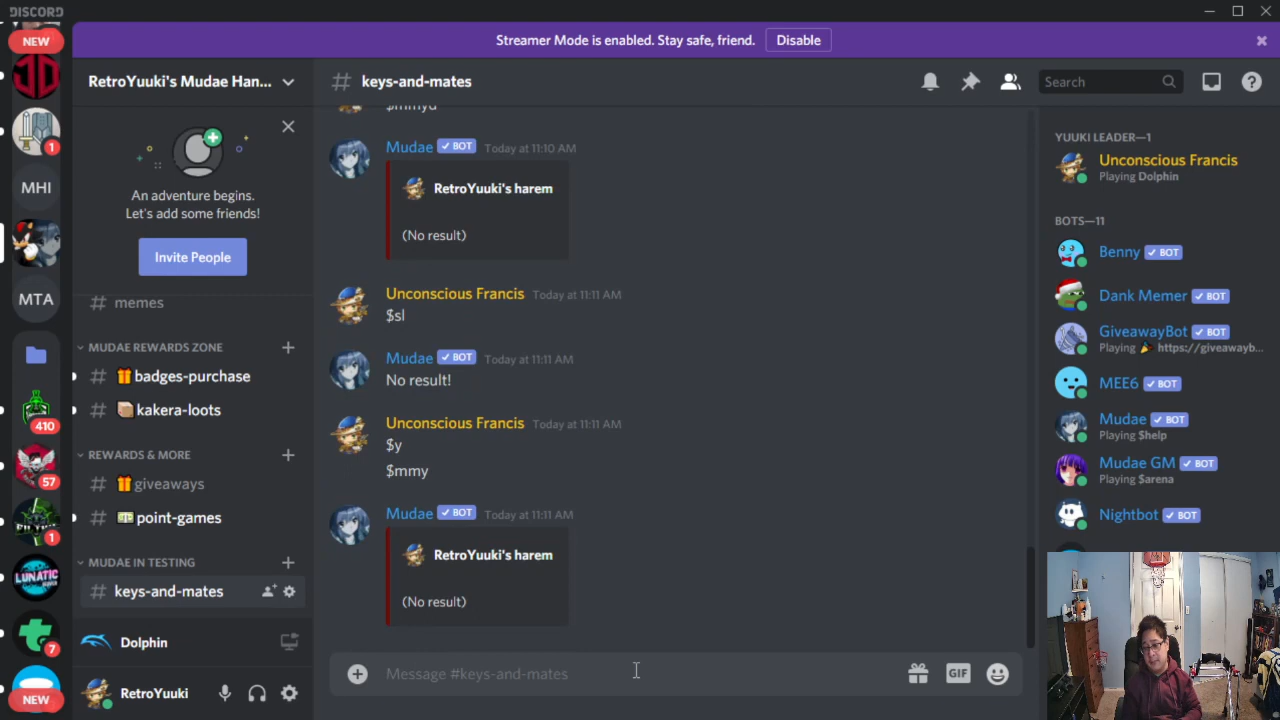 DISCORD
NEW
Streamer Mode is enabled. Stay safe, friend.
Disable
RetroYuuki's Mudae Han...
keys-and-mates
Search
JD
1
MHI
MTA
410
57
1
LUNATIC
7
NEW
An adventure begins.
Let's add some friends!
Invite People
# memes
MUDAE REWARDS ZONE
# badges-purchase
# kakera-loots
REWARDS & MORE
# giveaways
# point-games
MUDAE IN TESTING
# keys-and-mates
Dolphin
RetroYuuki
$mmyd
Mudae ✓ BOT Today at 11:10 AM
RetroYuuki's harem
(No result)
Unconscious Francis Today at 11:11 AM
$sl
Mudae ✓ BOT Today at 11:11 AM
No result!
Unconscious Francis Today at 11:11 AM
$y
$mmy
Mudae ✓ BOT Today at 11:11 AM
RetroYuuki's harem
(No result)
Message #keys-and-mates
GIF
YUUKI LEADER—1
Unconscious Francis
Playing Dolphin
BOTS—11
Benny ✓ BOT
Dank Memer ✓ BOT
GiveawayBot ✓ BOT
Playing 🎉 https://giveawayb...
MEE6 ✓ BOT
Mudae ✓ BOT
Playing $help
Mudae GM ✓ BOT
Playing $arena
Nightbot ✓ BOT